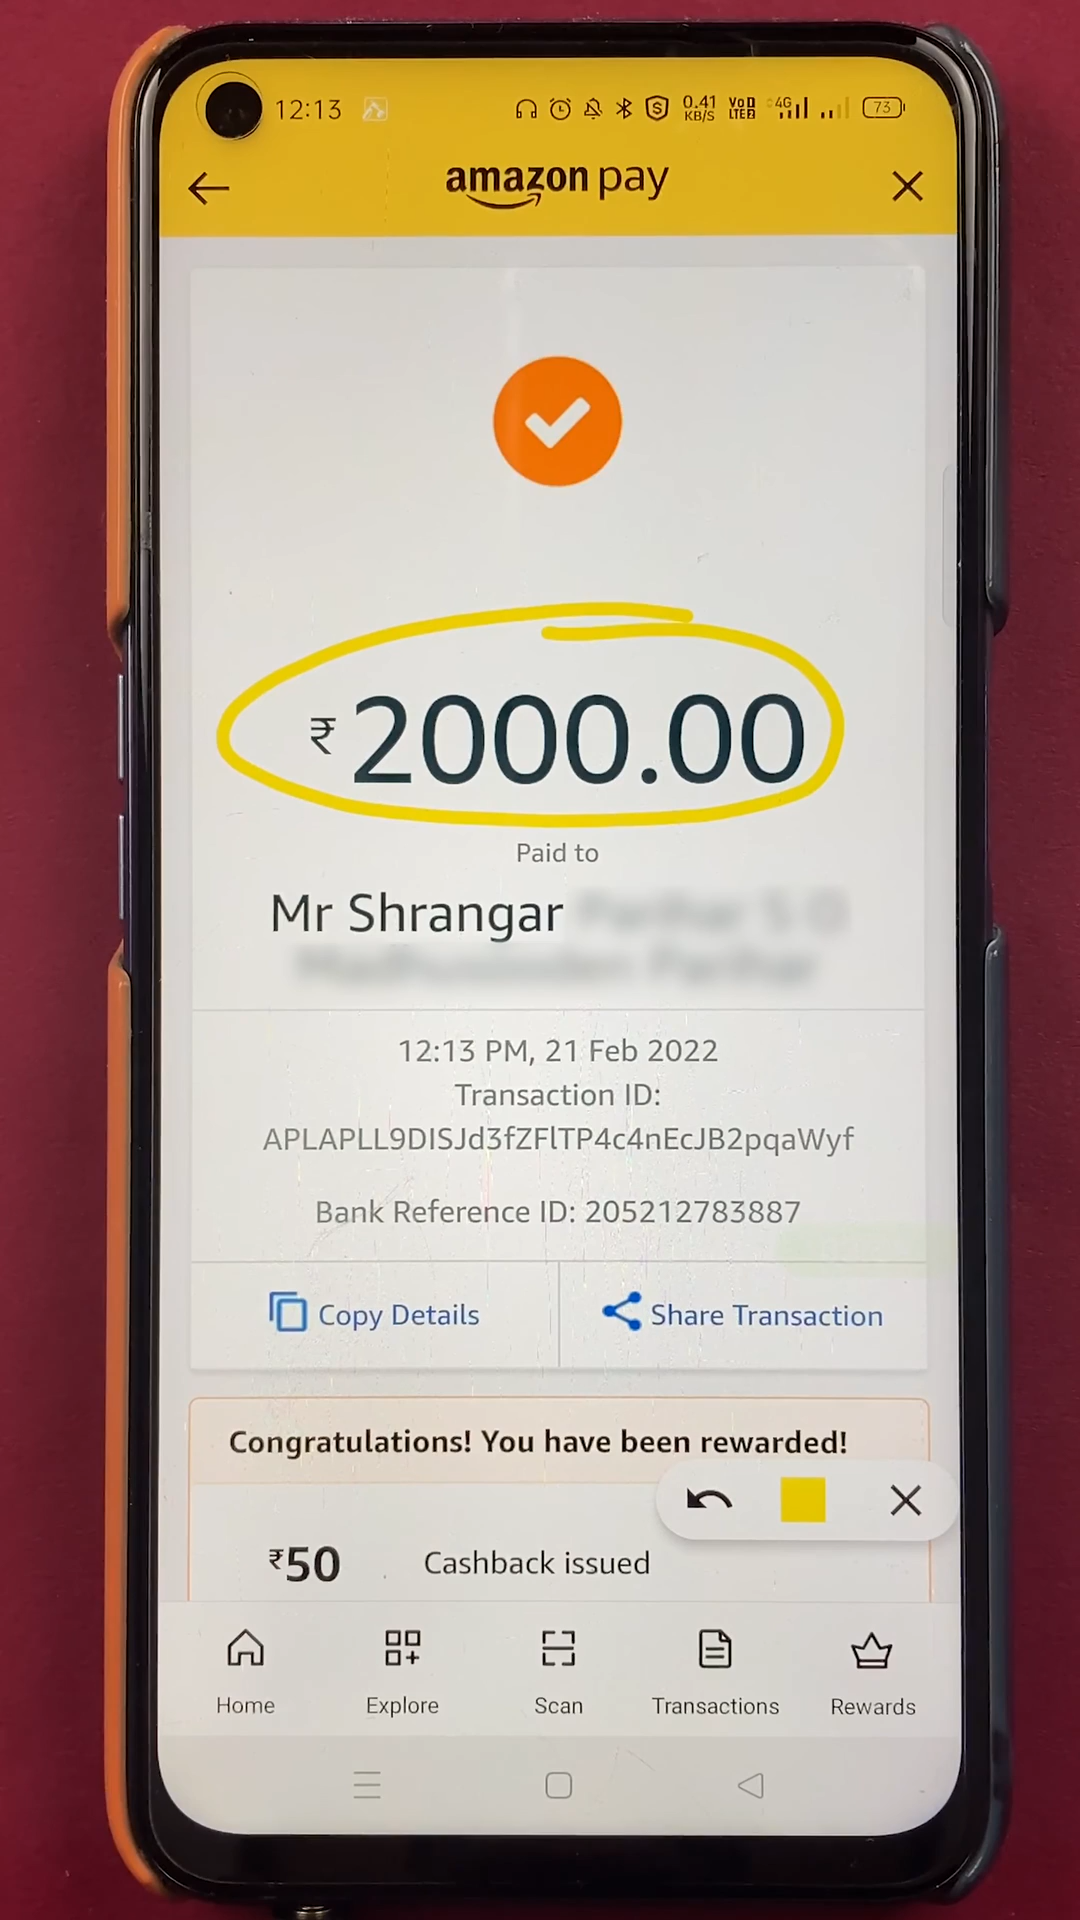 12:13 0.41 KB/S VoD LTE2 4G 73
amazon pay
₹2000.00
Paid to
Mr Shrangar
12:13 PM, 21 Feb 2022
Transaction ID:
APLAPLL9DISJd3fZFlTP4c4nEcJB2pqaWyf
Bank Reference ID: 205212783887
Copy Details Share Transaction
Congratulations! You have been rewarded!
₹50 Cashback issued
Home Explore Scan Transactions Rewards